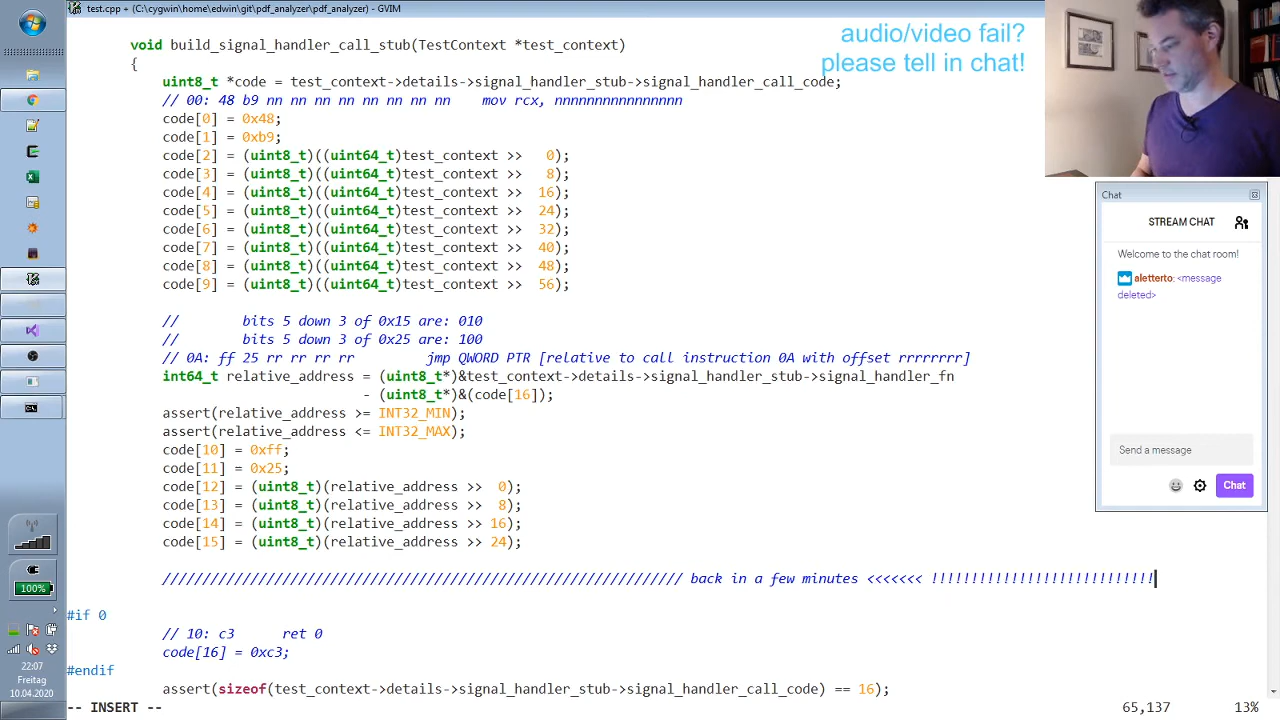 test.cpp + (C:\cygwin\home\edwin\git\pdf_analyzer\pdf_analyzer) - GVIM
audio/video fail?
please tell in chat!
void build_signal_handler_call_stub(TestContext *test_context)
{
uint8_t *code = test_context->details->signal_handler_stub->signal_handler_call_code;
// 00: 48 b9 nn nn nn nn nn nn nn nn    mov rcx, nnnnnnnnnnnnnnnn
code[0] = 0x48;
code[1] = 0xb9;
code[2] = (uint8_t)((uint64_t)test_context >>   0);
code[3] = (uint8_t)((uint64_t)test_context >>   8);
code[4] = (uint8_t)((uint64_t)test_context >>  16);
code[5] = (uint8_t)((uint64_t)test_context >>  24);
code[6] = (uint8_t)((uint64_t)test_context >>  32);
code[7] = (uint8_t)((uint64_t)test_context >>  40);
code[8] = (uint8_t)((uint64_t)test_context >>  48);
code[9] = (uint8_t)((uint64_t)test_context >>  56);
//        bits 5 down 3 of 0x15 are: 010
//        bits 5 down 3 of 0x25 are: 100
// 0A: ff 25 rr rr rr rr         jmp QWORD PTR [relative to call instruction 0A with offset rrrrrrrr]
int64_t relative_address = (uint8_t*)&test_context->details->signal_handler_stub->signal_handler_fn
- (uint8_t*)&(code[16]);
assert(relative_address >= INT32_MIN);
assert(relative_address <= INT32_MAX);
code[10] = 0xff;
code[11] = 0x25;
code[12] = (uint8_t)(relative_address >>  0);
code[13] = (uint8_t)(relative_address >>  8);
code[14] = (uint8_t)(relative_address >> 16);
code[15] = (uint8_t)(relative_address >> 24);
///////////////////////////////////////////////////////////////// back in a few minutes <<<<<<< !!!!!!!!!!!!!!!!!!!!!!!!!!!!
#if 0
// 10: c3      ret 0
code[16] = 0xc3;
#endif
assert(sizeof(test_context->details->signal_handler_stub->signal_handler_call_code) == 16);
-- INSERT --
65,137
13%
Chat
STREAM CHAT
Welcome to the chat room!
aletterto: <message
deleted>
Send a message
Chat
100%
22:07
Freitag
10.04.2020